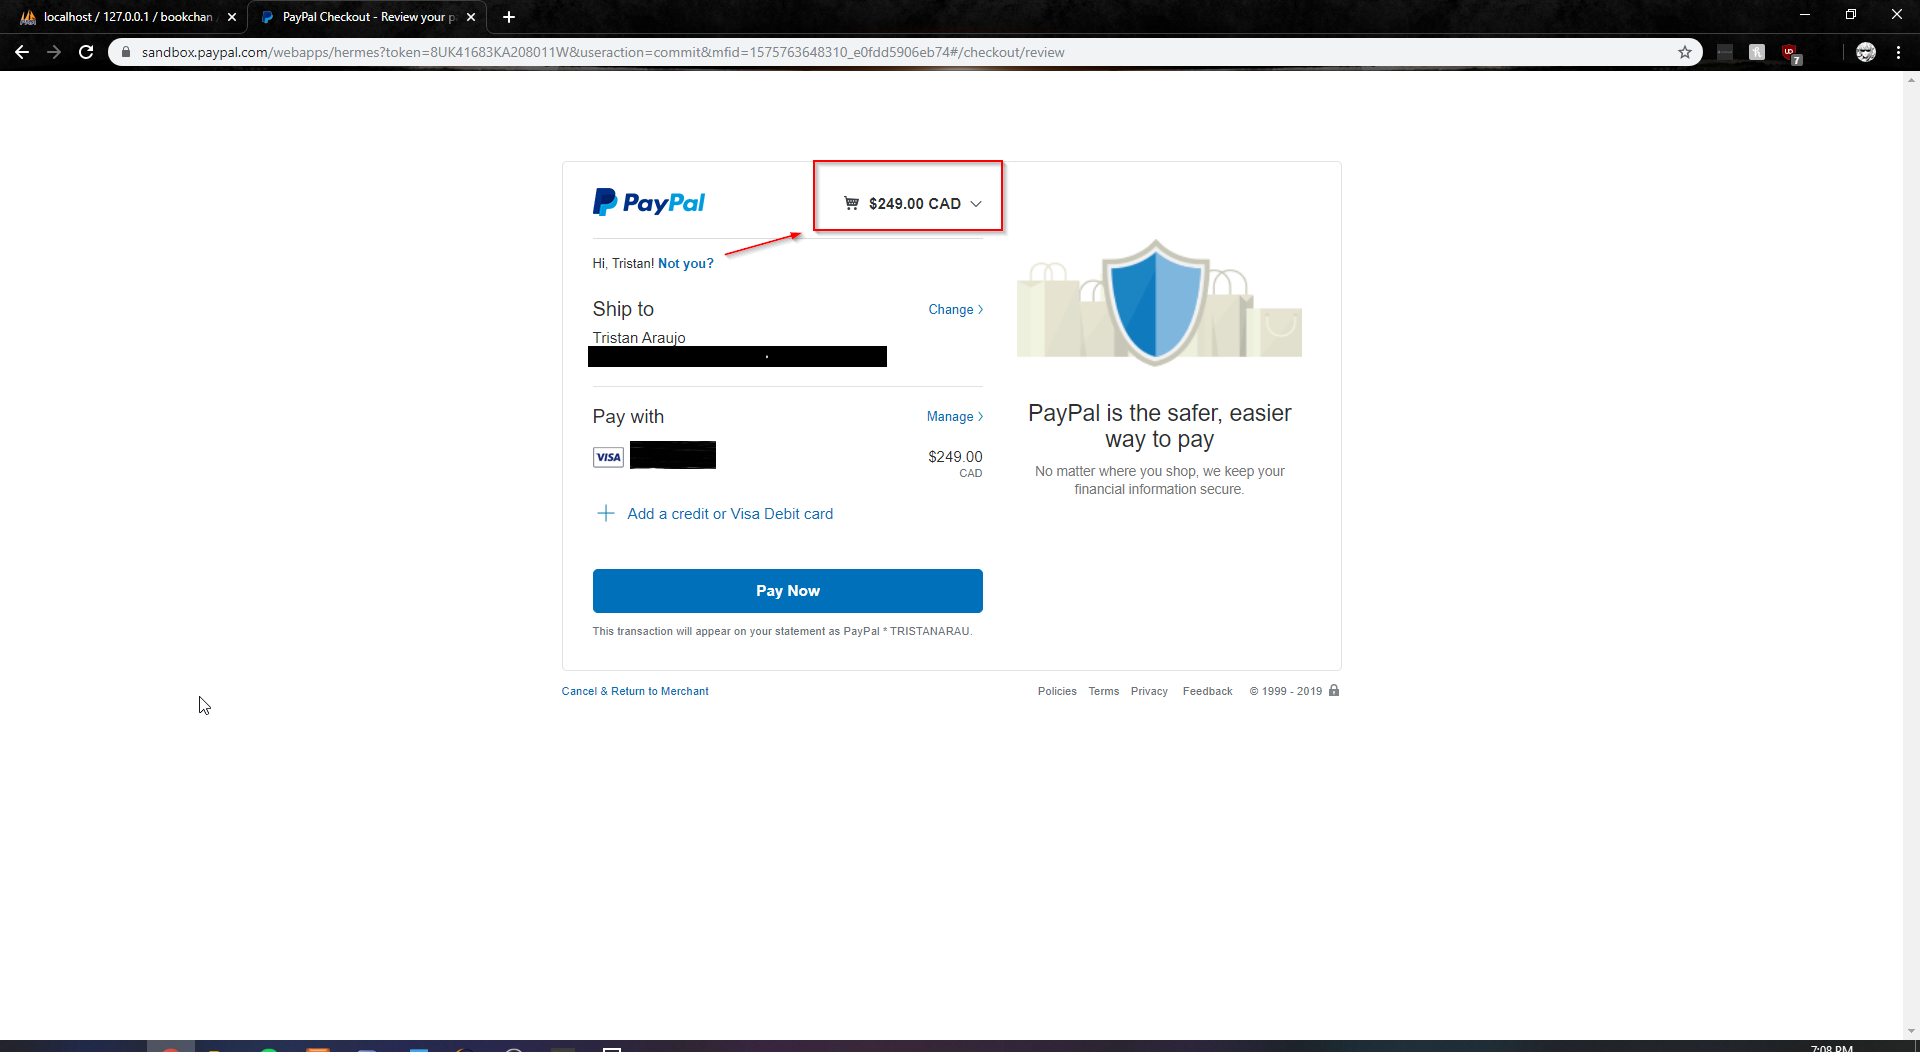 localhost / 127.0.0.1 / bookchan
PayPal Checkout - Review your p
sandbox.paypal.com/webapps/hermes?token=8UK41683KA208011W&useraction=commit&mfid=1575763648310_e0fdd5906eb74#/checkout/review
7
PayPal
$249.00 CAD
Hi, Tristan! Not you?
Ship to
Change
Tristan Araujo
Pay with
Manage
VISA
$249.00
CAD
Add a credit or Visa Debit card
Pay Now
This transaction will appear on your statement as PayPal * TRISTANARAU.
PayPal is the safer, easier
way to pay
No matter where you shop, we keep your
financial information secure.
Cancel & Return to Merchant
Policies Terms Privacy Feedback © 1999 - 2019
7:08 PM